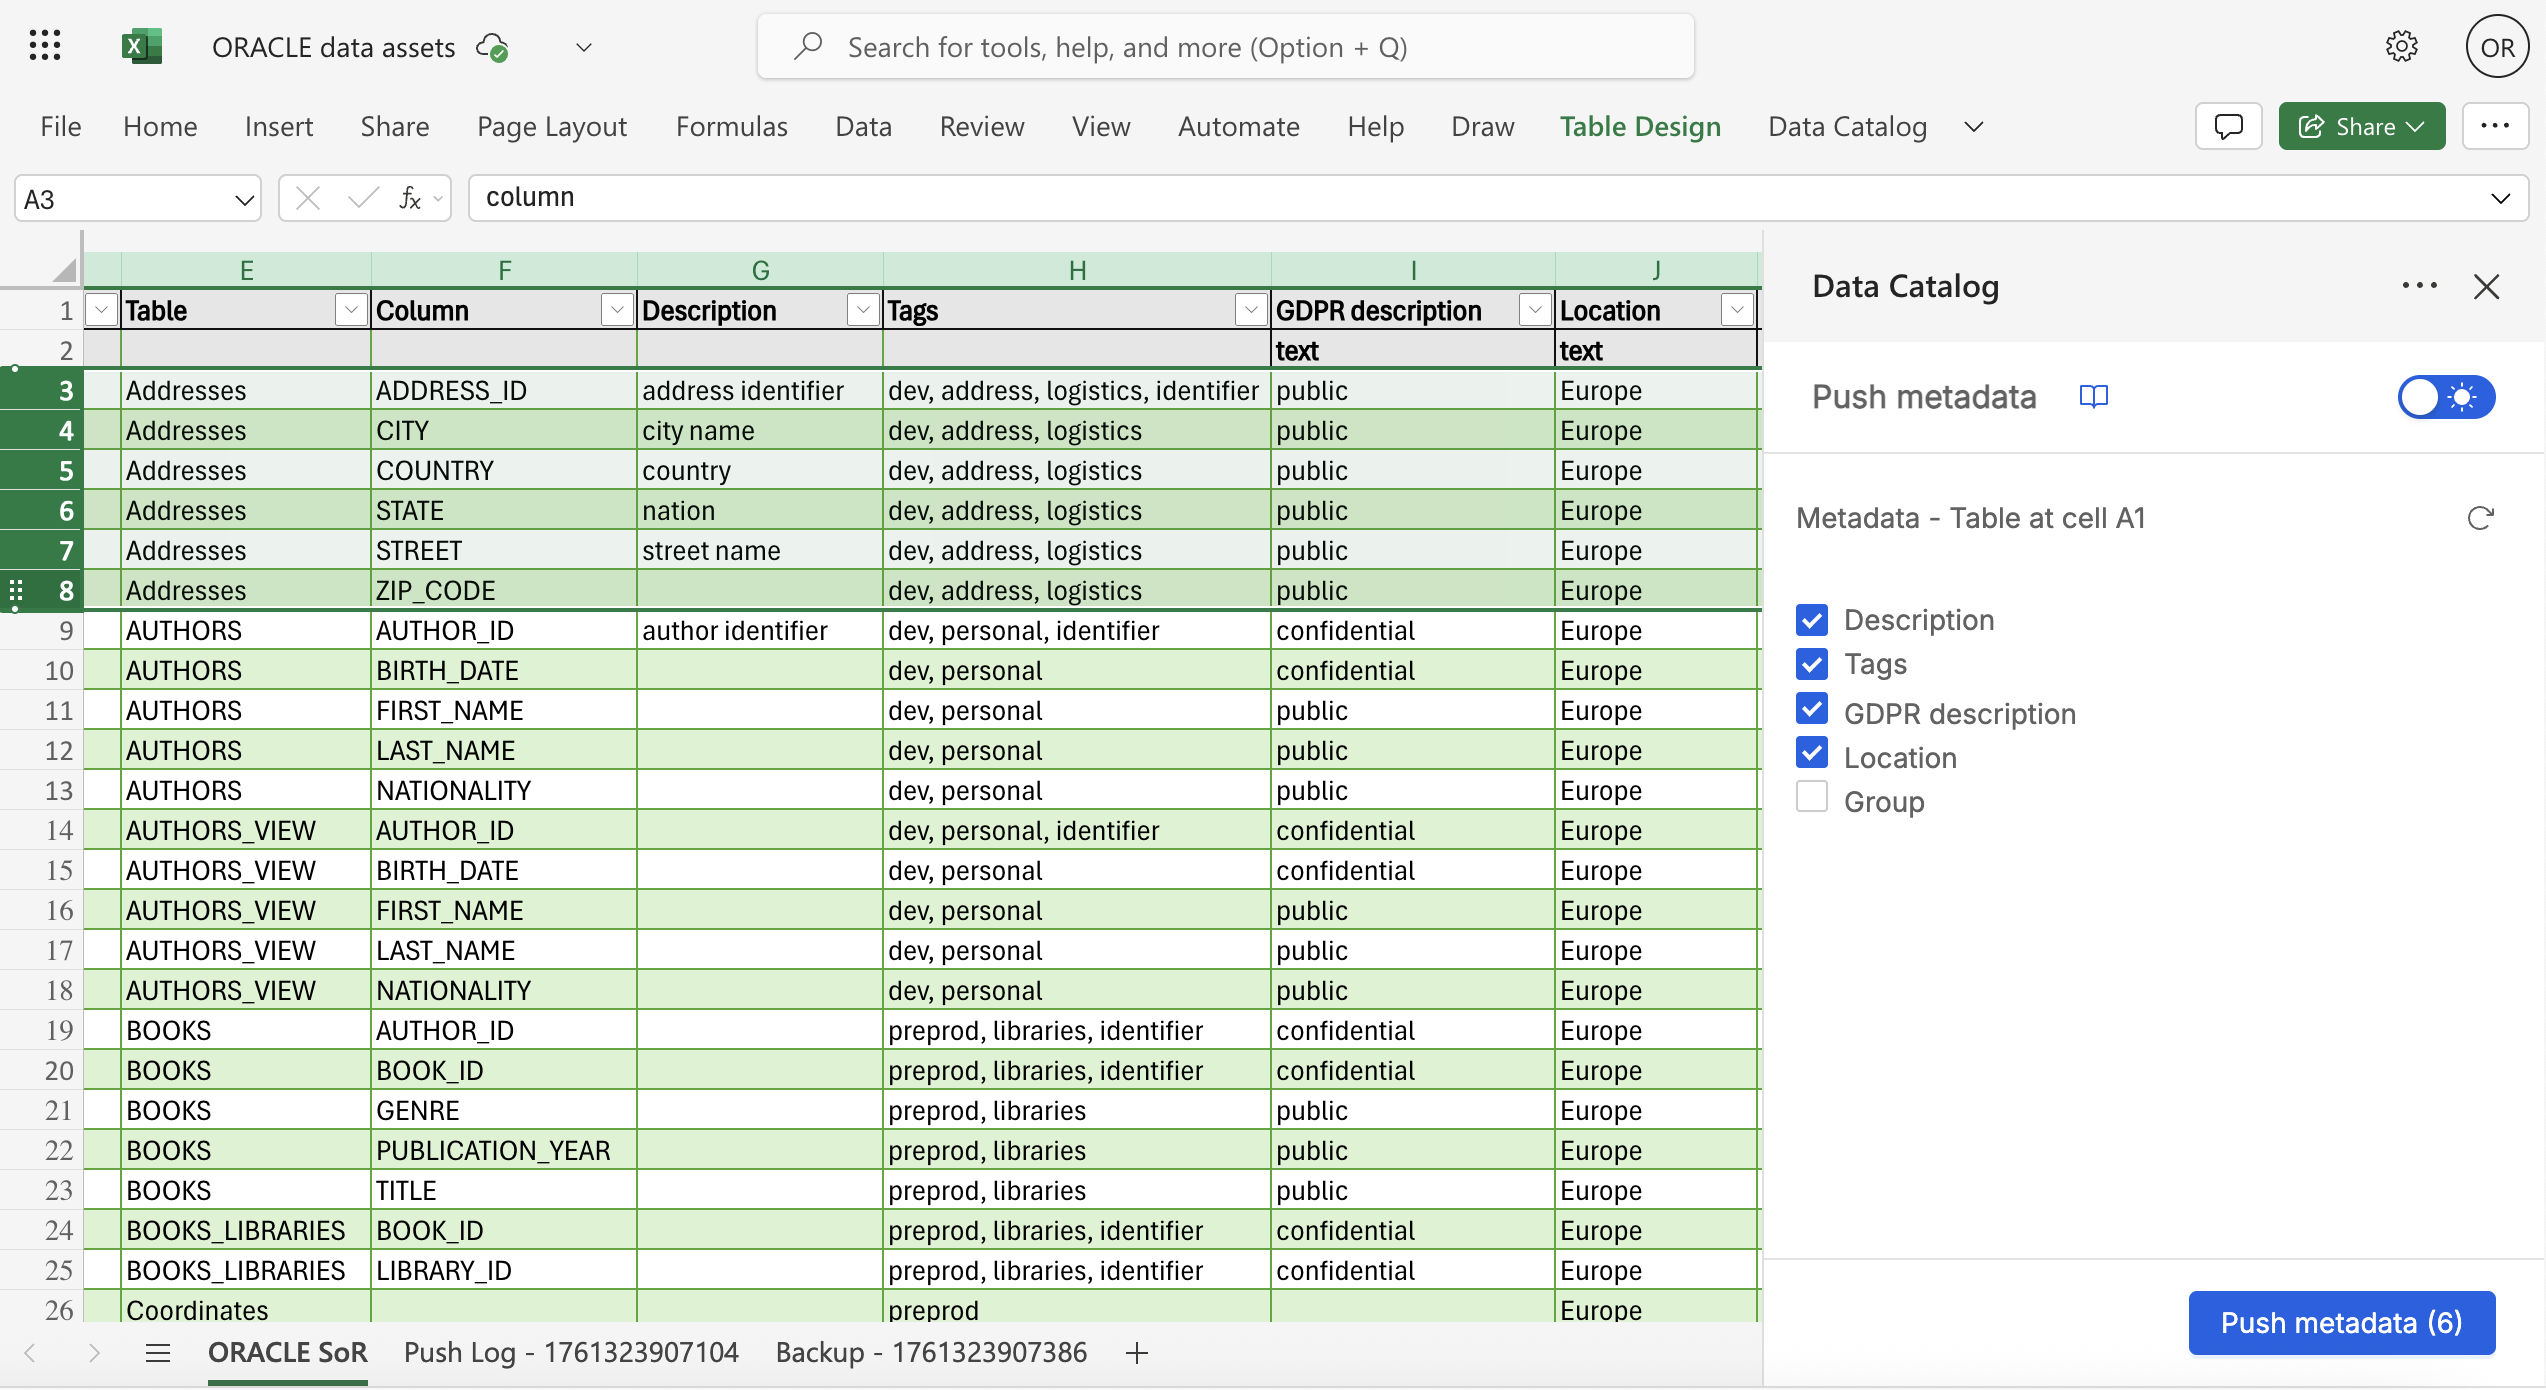 ORACLE data assets
Search for tools, help, and more (Option + Q)
OR
File Home Insert Share Page Layout Formulas Data Review View Automate Help Draw Table Design Data Catalog
Share
A3
fx
column
E F G H I J
1 Table Column Description Tags GDPR description Location
2 text text
3 Addresses ADDRESS_ID address identifier dev, address, logistics, identifier public Europe
4 Addresses CITY city name dev, address, logistics public Europe
5 Addresses COUNTRY country dev, address, logistics public Europe
6 Addresses STATE nation dev, address, logistics public Europe
7 Addresses STREET street name dev, address, logistics public Europe
8 Addresses ZIP_CODE dev, address, logistics public Europe
9 AUTHORS AUTHOR_ID author identifier dev, personal, identifier confidential Europe
10 AUTHORS BIRTH_DATE dev, personal confidential Europe
11 AUTHORS FIRST_NAME dev, personal public Europe
12 AUTHORS LAST_NAME dev, personal public Europe
13 AUTHORS NATIONALITY dev, personal public Europe
14 AUTHORS_VIEW AUTHOR_ID dev, personal, identifier confidential Europe
15 AUTHORS_VIEW BIRTH_DATE dev, personal confidential Europe
16 AUTHORS_VIEW FIRST_NAME dev, personal public Europe
17 AUTHORS_VIEW LAST_NAME dev, personal public Europe
18 AUTHORS_VIEW NATIONALITY dev, personal public Europe
19 BOOKS AUTHOR_ID preprod, libraries, identifier confidential Europe
20 BOOKS BOOK_ID preprod, libraries, identifier confidential Europe
21 BOOKS GENRE preprod, libraries public Europe
22 BOOKS PUBLICATION_YEAR preprod, libraries public Europe
23 BOOKS TITLE preprod, libraries public Europe
24 BOOKS_LIBRARIES BOOK_ID preprod, libraries, identifier confidential Europe
25 BOOKS_LIBRARIES LIBRARY_ID preprod, libraries, identifier confidential Europe
26 Coordinates preprod Europe
ORACLE SoR Push Log - 1761323907104 Backup - 1761323907386
Data Catalog
Push metadata
Metadata - Table at cell A1
Description
Tags
GDPR description
Location
Group
Push metadata (6)